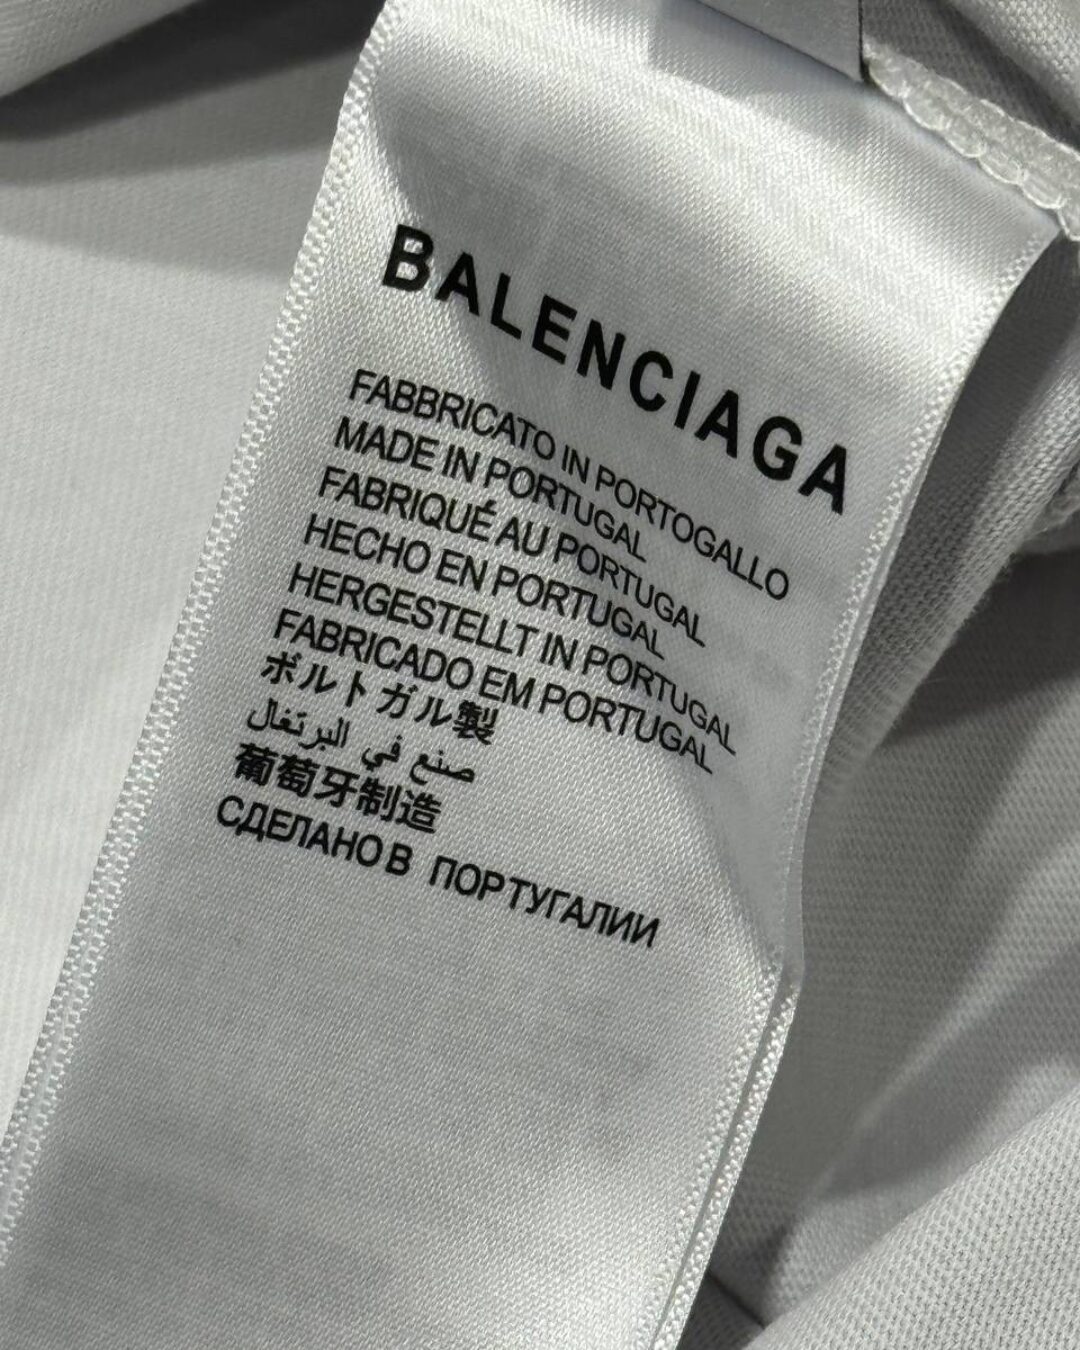 BALENCIAGA
FABBRICATO IN PORTOGALLO
MADE IN PORTUGAL
FABRIQUÉ AU PORTUGAL
HECHO EN PORTUGAL
HERGESTELLT IN PORTUGAL
FABRICADO EM PORTUGAL
ボルトガル製
صنع في البرتغال
葡萄牙制造
СДЕЛАНО В ПОРТУГАЛИИ